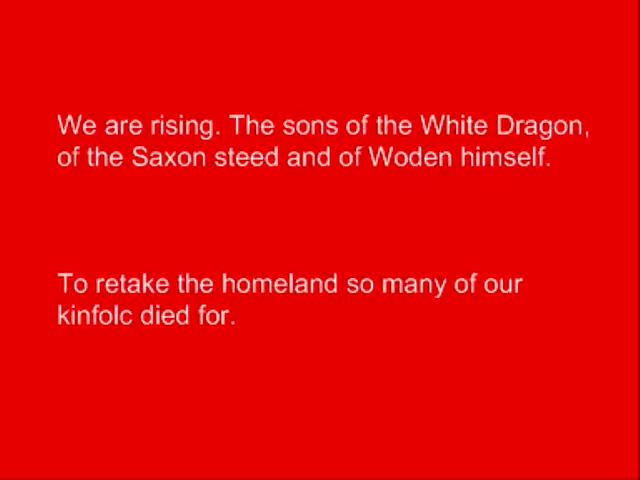 We are rising. The sons of the White Dragon,
of the Saxon steed and of Woden himself.
To retake the homeland so many of our
kinfolc died for.